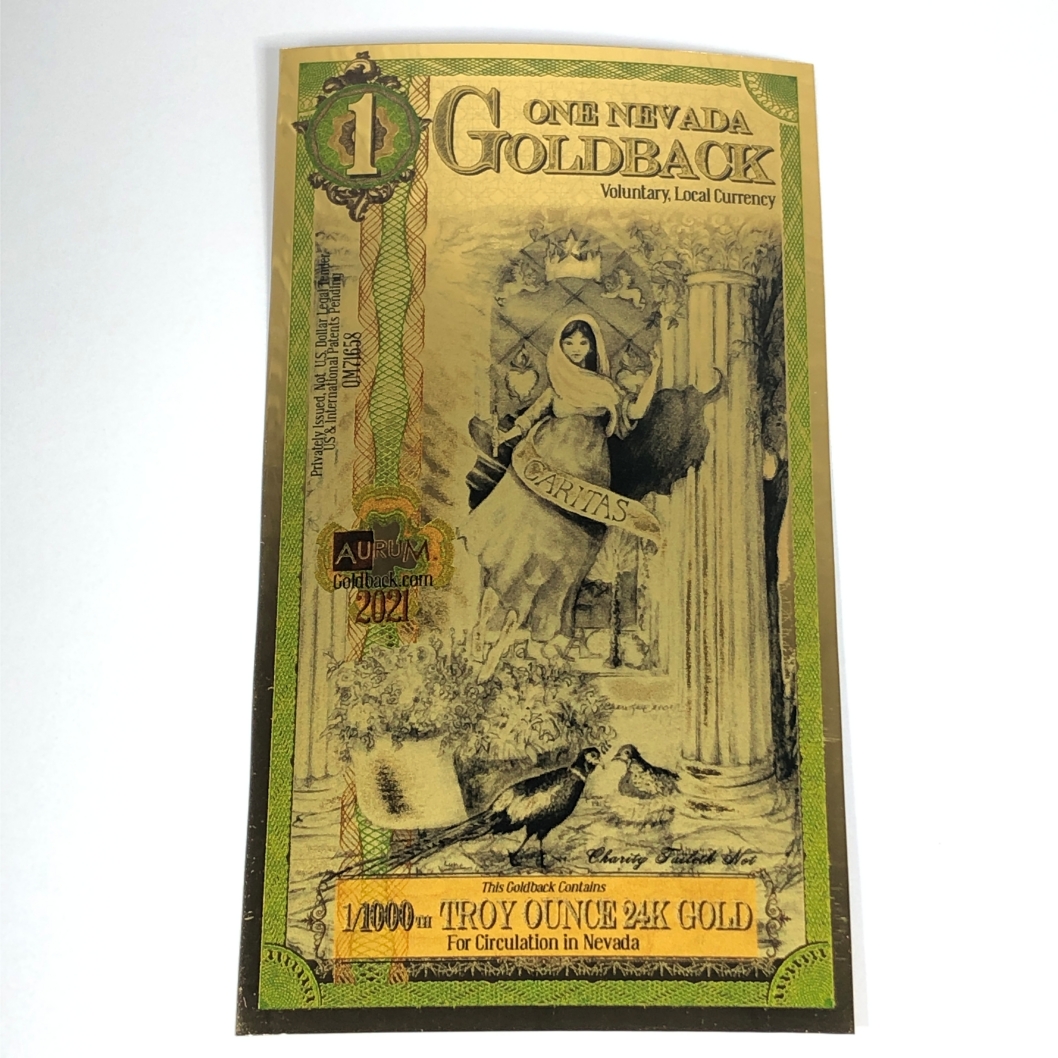 1
ONE NEVADA
GOLDBACK
Voluntary, Local Currency
Privately Issued, Not U.S. Dollar Legal Tender
US & International Patents Pending
0M71658
CARITAS
AURUM
Goldback.com
2021
Charity Faileth Not
This Goldback Contains
1/1000TH TROY OUNCE 24K GOLD
For Circulation in Nevada